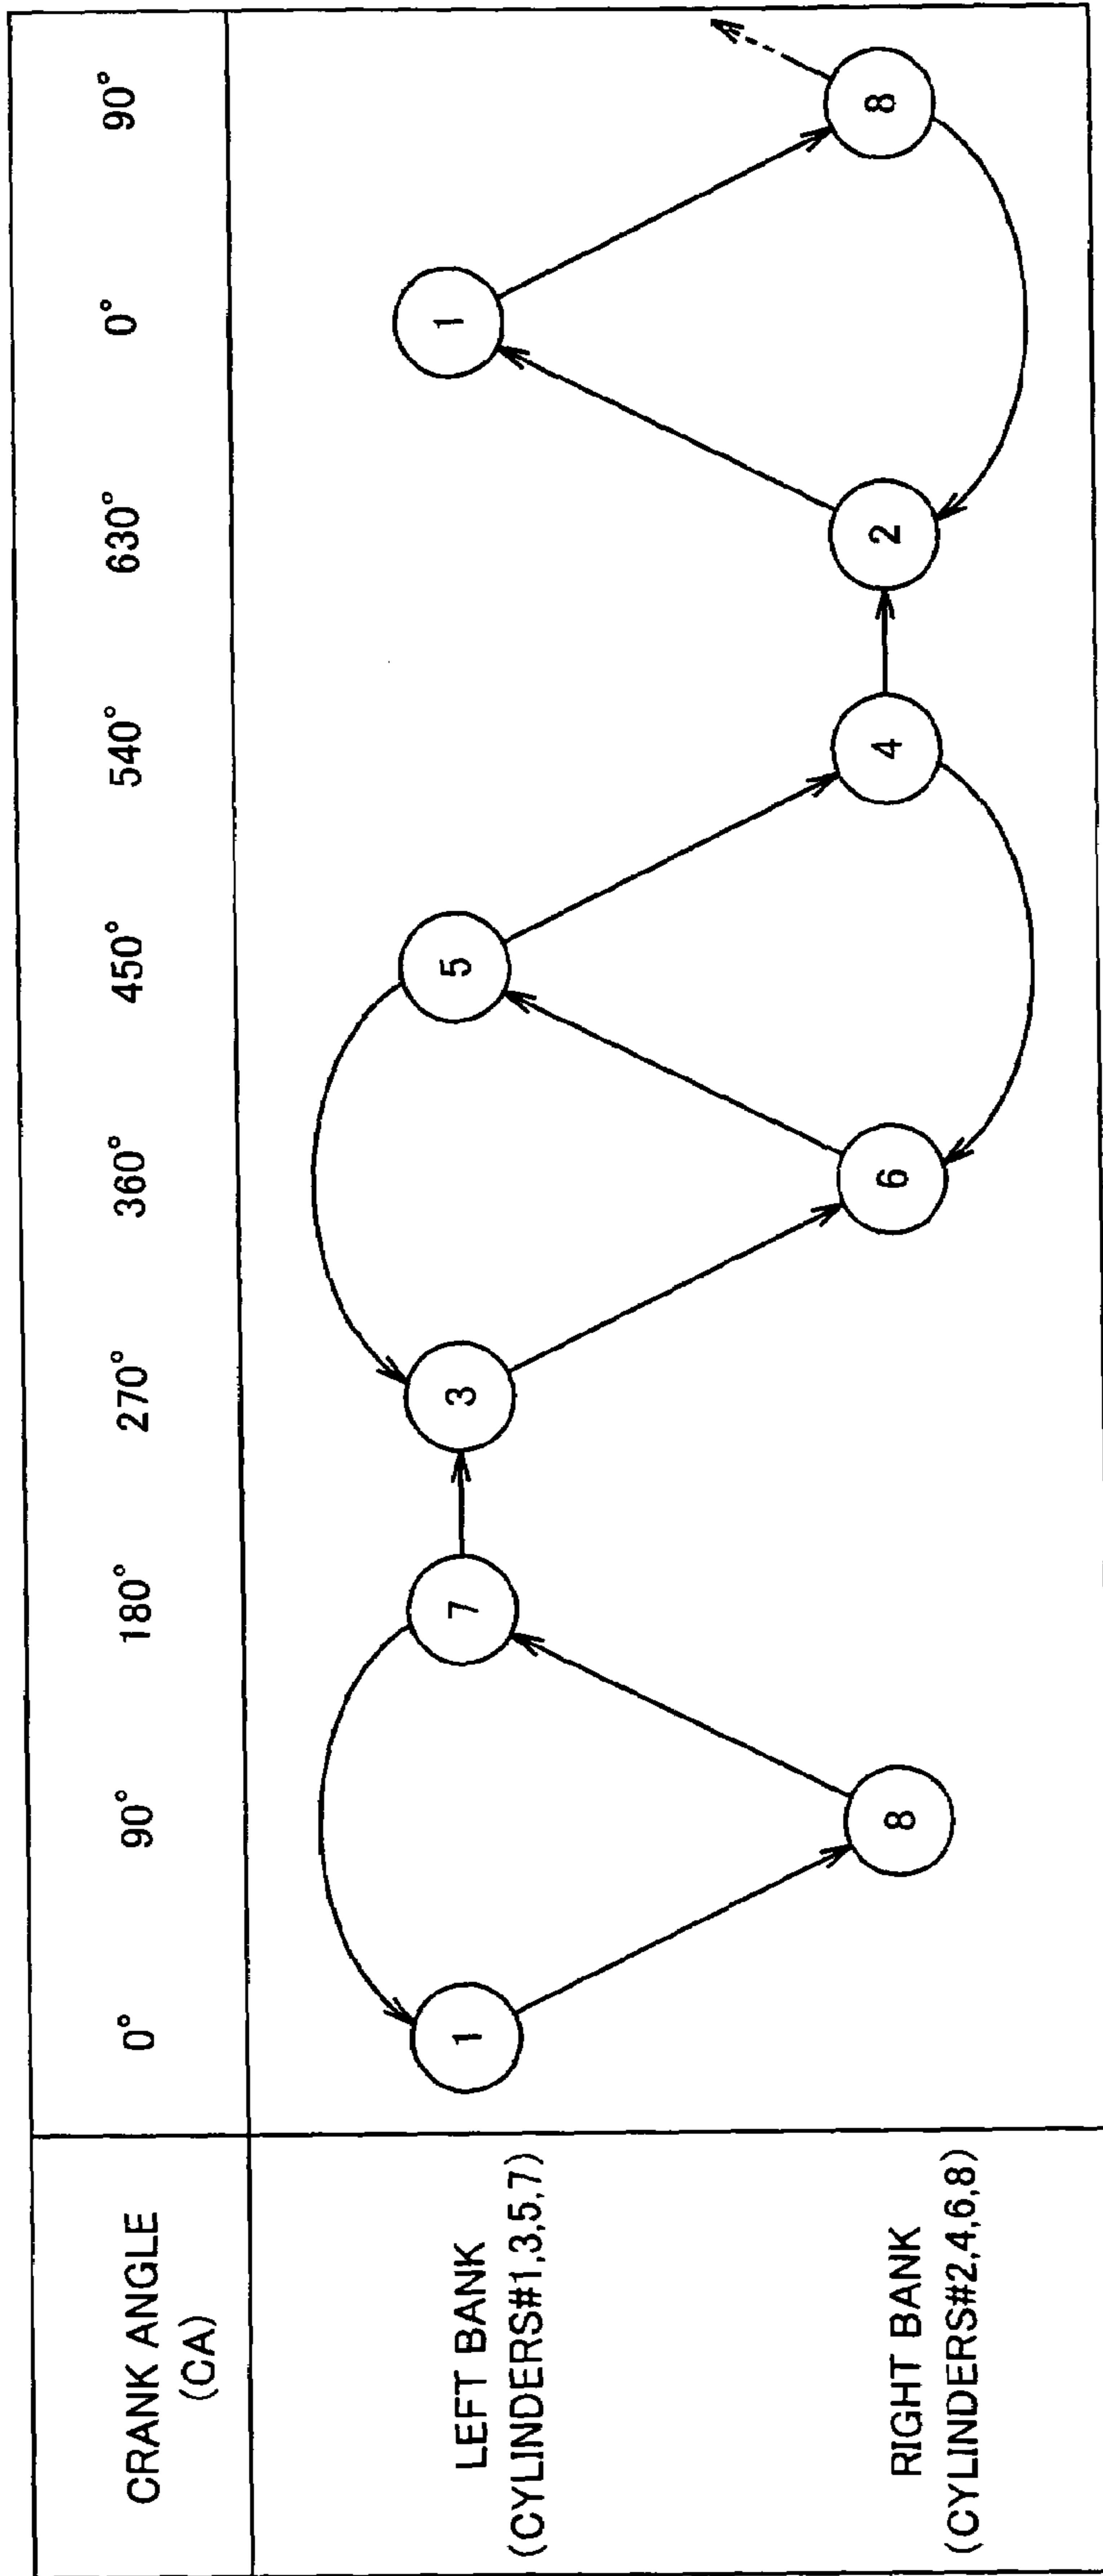 CRANK ANGLE
(CA)
0° 90° 180° 270° 360° 450° 540° 630° 0° 90°
LEFT BANK
(CYLINDERS#1,3,5,7)
1 7 3 5 1
RIGHT BANK
(CYLINDERS#2,4,6,8)
8 6 4 2 8